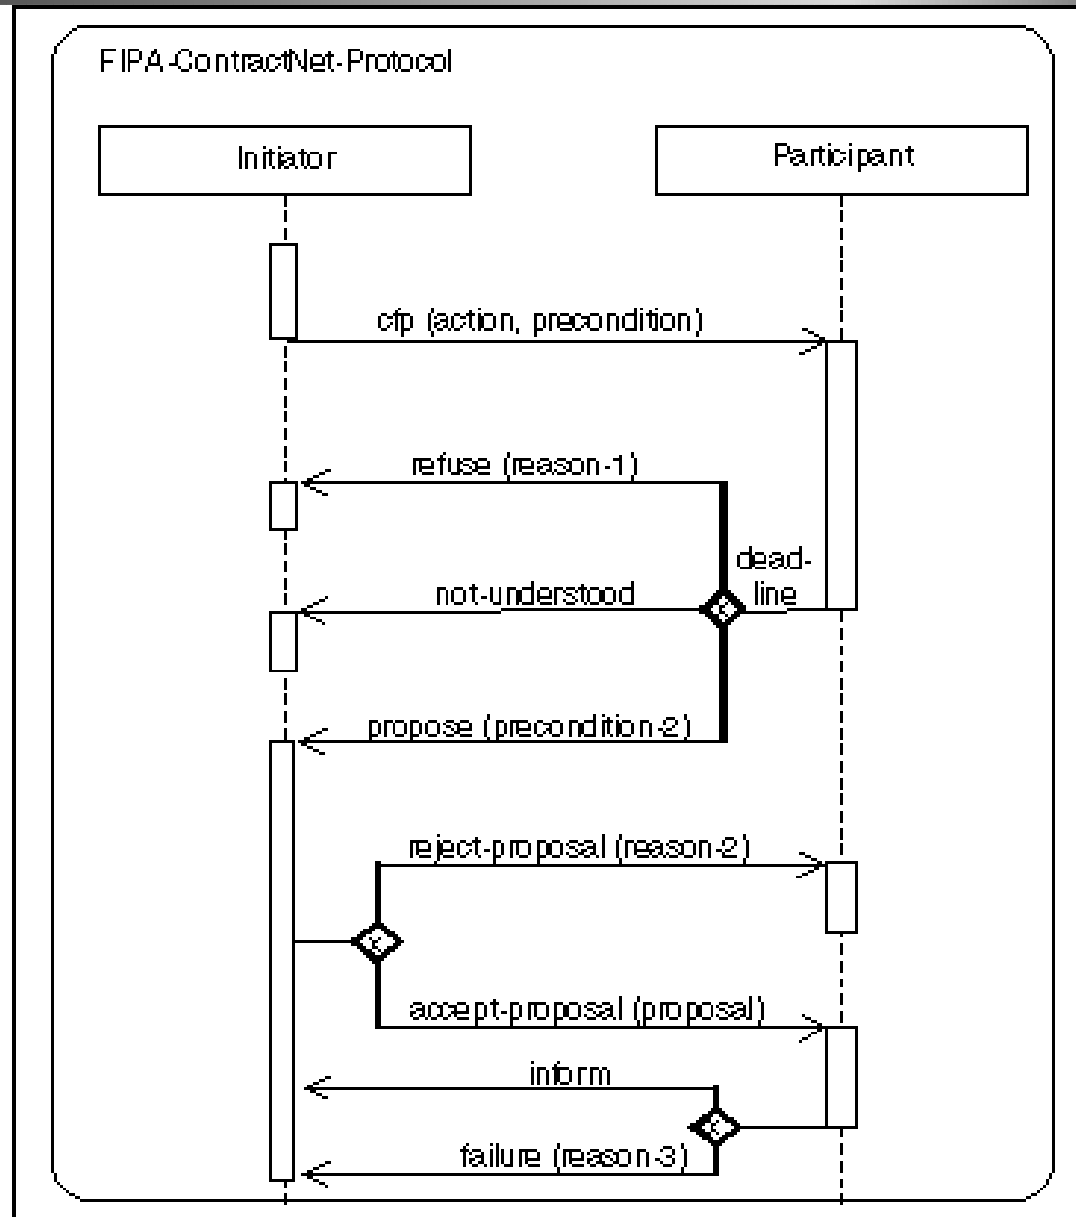 FIPA-ContractNet-Protocol
Initiator
Participant
cfp (action, precondition)
refuse (reason-1)
dead-
line
not-understood
propose (precondition-2)
reject-proposal (reason-2)
x
accept-proposal (proposal)
inform
x
failure (reason-3)